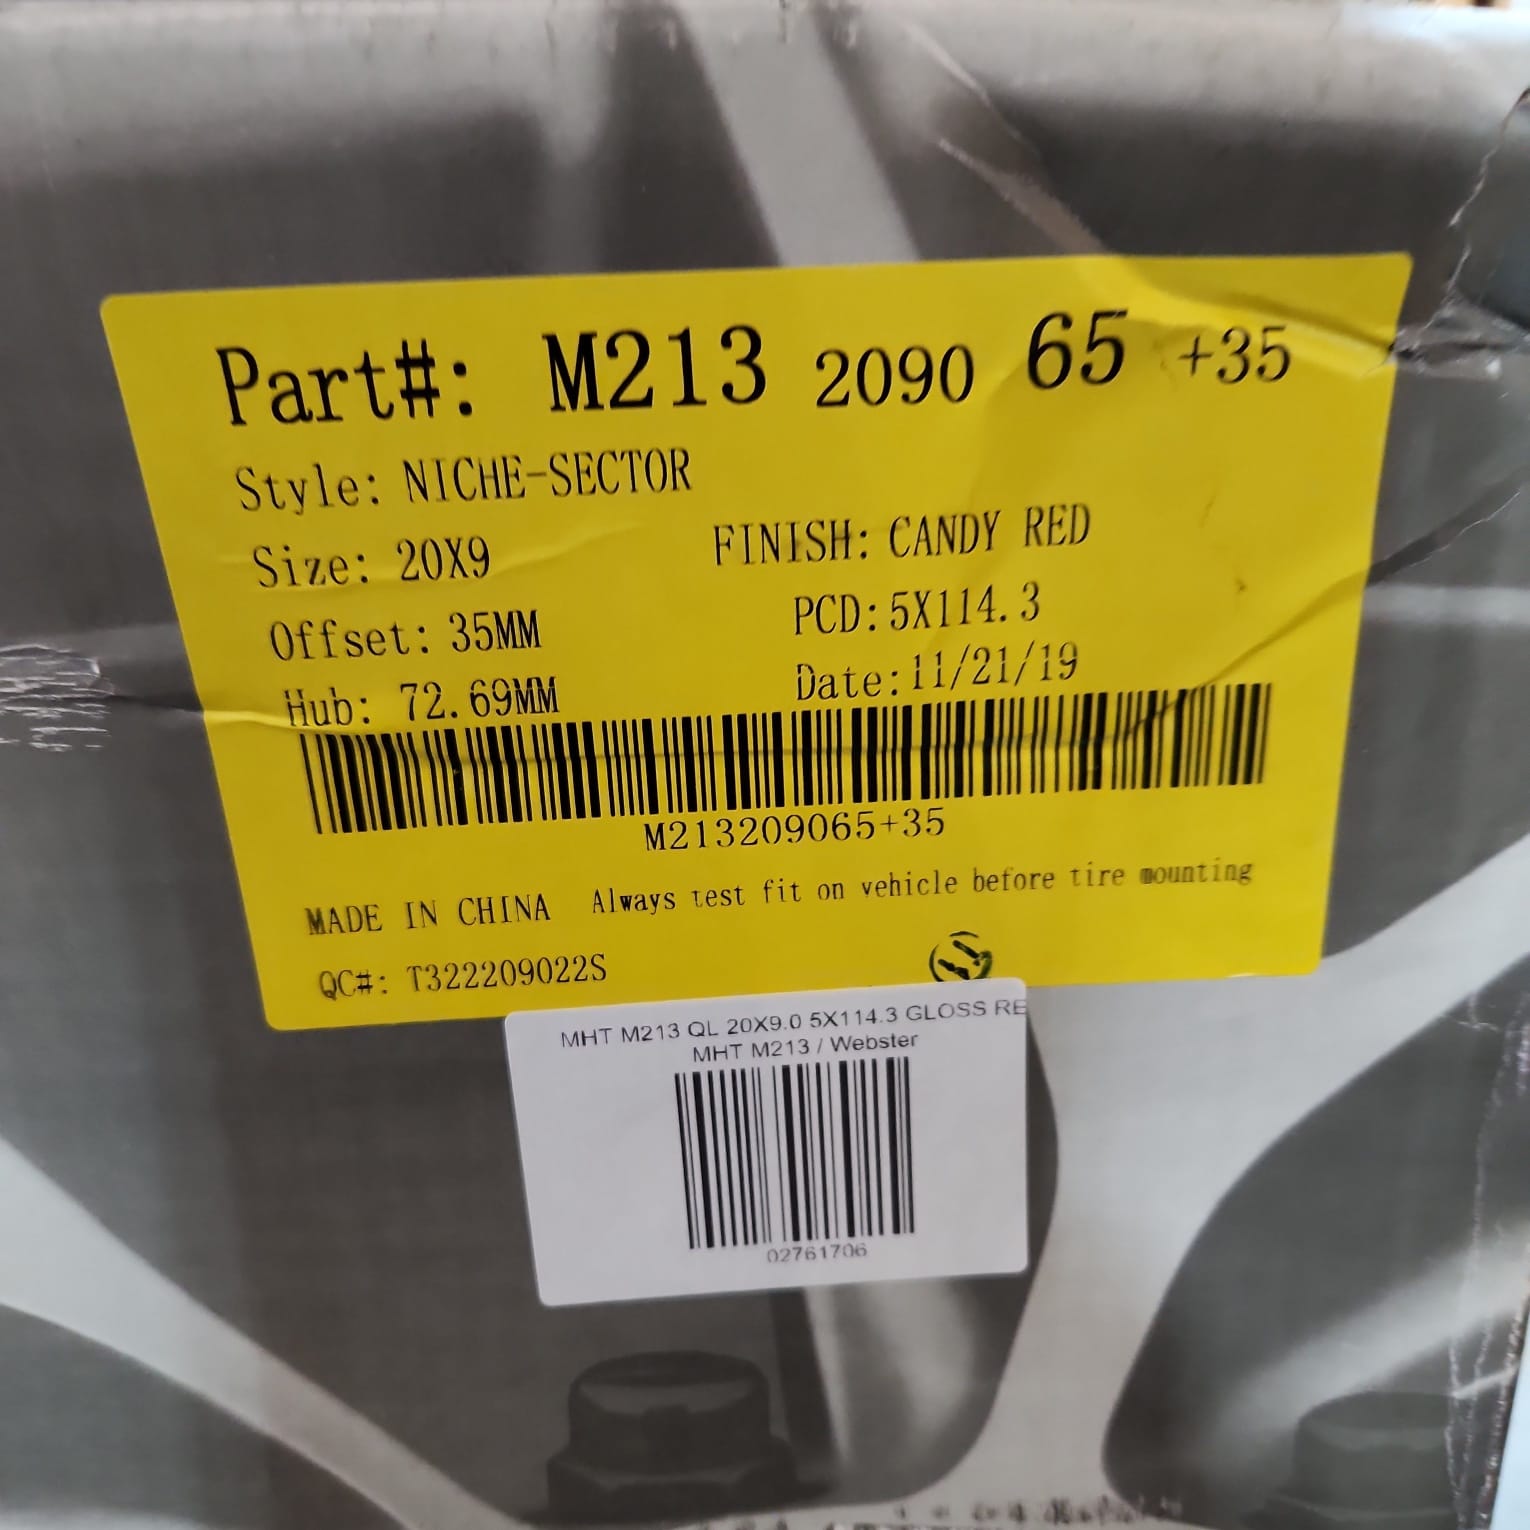 Part#: M213 2090 65 +35
Style: NICHE-SECTOR
Size: 20X9 FINISH: CANDY RED
Offset: 35MM PCD: 5X114.3
Hub: 72.69MM Date: 11/21/19
M213209065+35
MADE IN CHINA Always test fit on vehicle before tire mounting
QC#: T322209022S
MHT M213 QL 20X9.0 5X114.3 GLOSS RE
MHT M213 / Webster
02761706